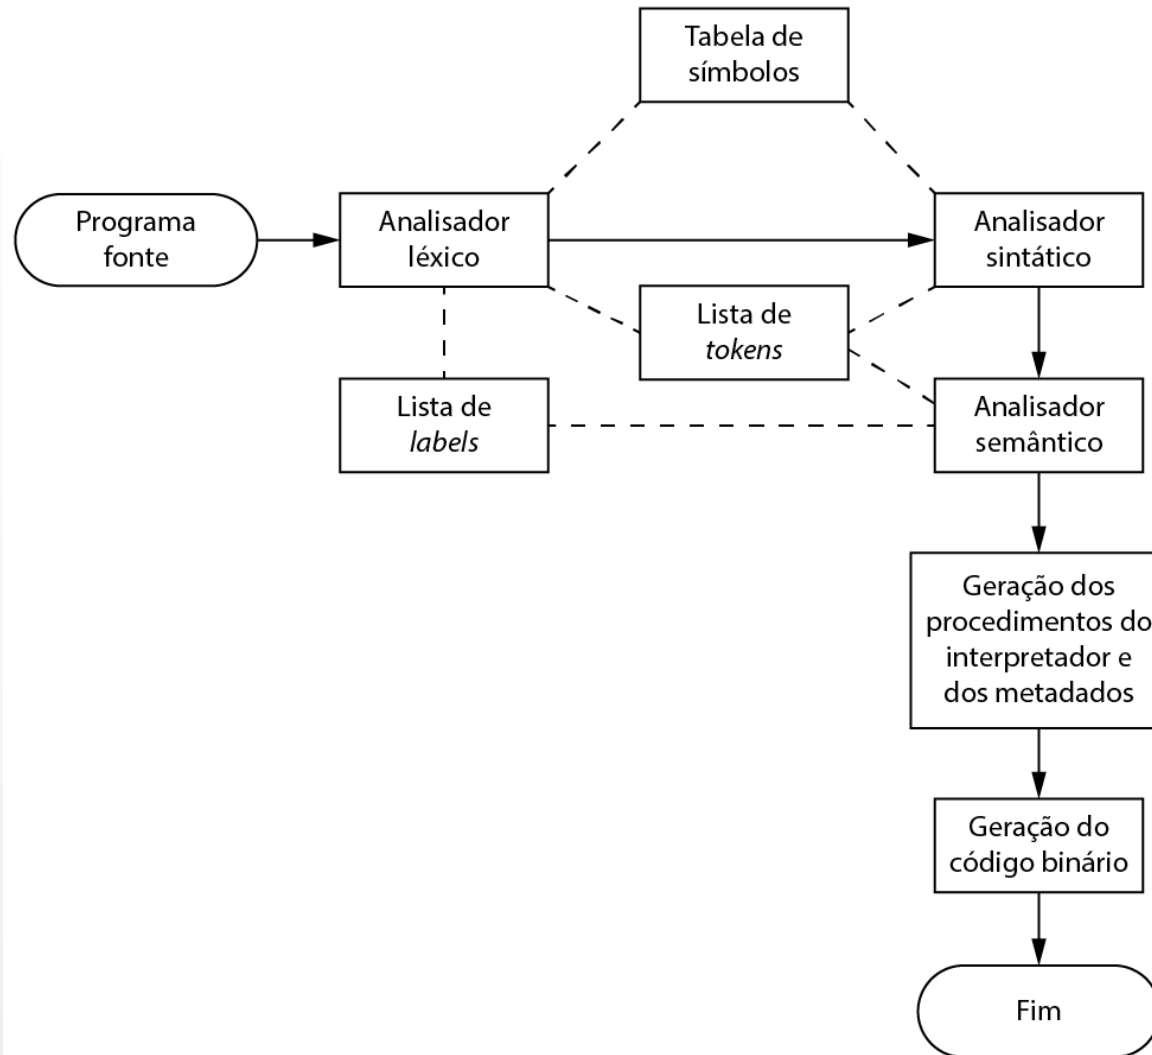 Tabela de
símbolos
Programa
fonte
Analisador
léxico
Analisador
sintático
Lista de
tokens
Lista de
labels
Analisador
semântico
Geração dos
procedimentos do
interpretador e
dos metadados
Geração do
código binário
Fim